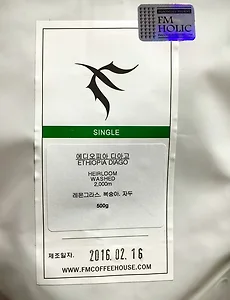 FM
HOLIC
SINGLE
에디오피아 디아고
ETHIOPIA DIAGO
HEIRLOOM
WASHED
2,000m
레몬그라스, 복숭아, 자두
500g
제조일자. 2016.02.16
WWW.FMCOFFEEHOUSE.COM